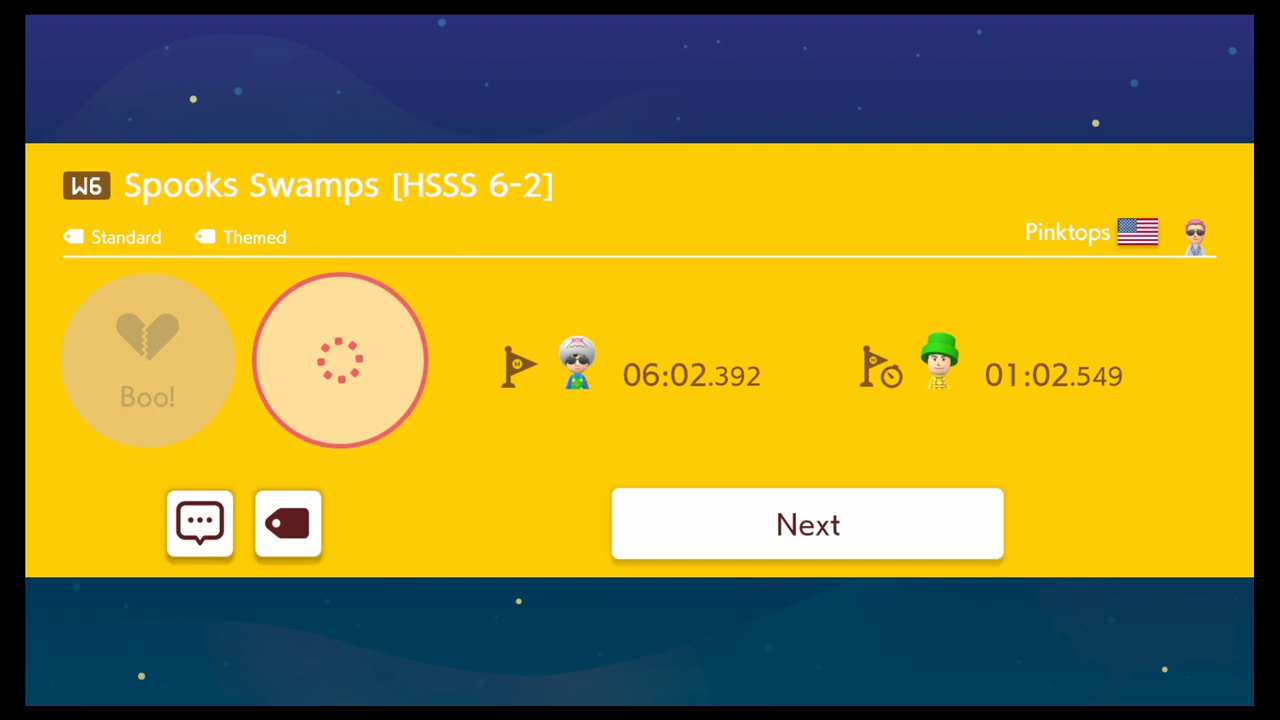 W6 Spooks Swamps [HSSS 6-2]
Standard Themed
Pinktops
Boo!
06:02.392
01:02.549
Next